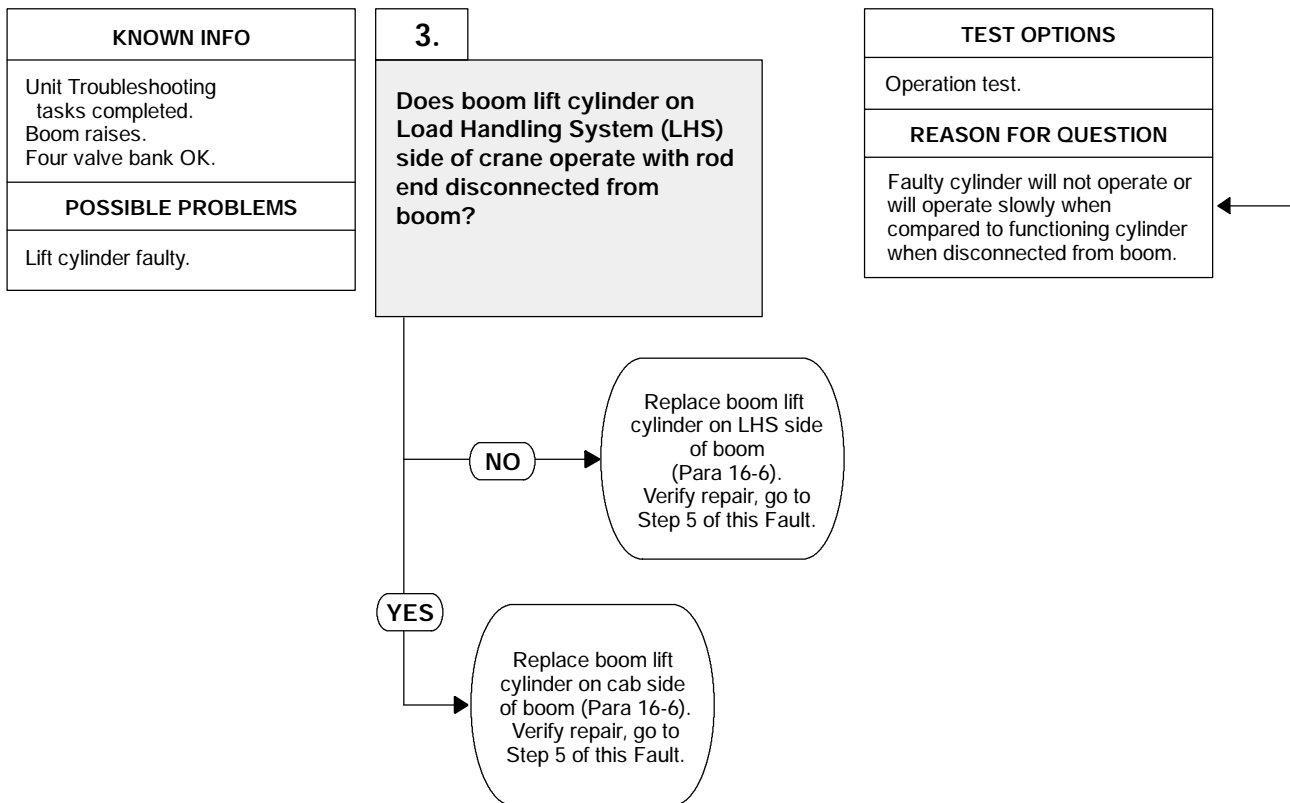 KNOWN INFO
Unit Troubleshooting
tasks completed.
Boom raises.
Four valve bank OK.
POSSIBLE PROBLEMS
Lift cylinder faulty.
3.
Does boom lift cylinder on
Load Handling System (LHS)
side of crane operate with rod
end disconnected from
boom?
TEST OPTIONS
Operation test.
REASON FOR QUESTION
Faulty cylinder will not operate or
will operate slowly when
compared to functioning cylinder
when disconnected from boom.
NO
Replace boom lift
cylinder on LHS side
of boom
(Para 16-6).
Verify repair, go to
Step 5 of this Fault.
YES
Replace boom lift
cylinder on cab side
of boom (Para 16-6).
Verify repair, go to
Step 5 of this Fault.